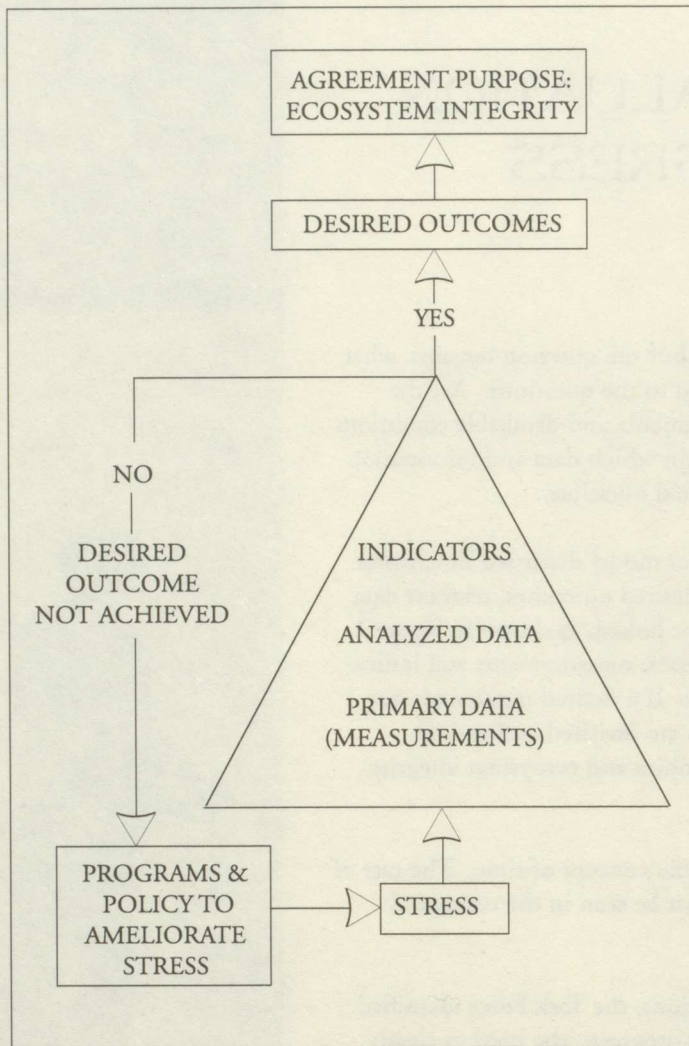 AGREEMENT PURPOSE:
ECOSYSTEM INTEGRITY
DESIRED OUTCOMES
YES
NO
DESIRED
OUTCOME
NOT ACHIEVED
INDICATORS
ANALYZED DATA
PRIMARY DATA
(MEASUREMENTS)
PROGRAMS &
POLICY TO
AMELIORATE
STRESS
STRESS